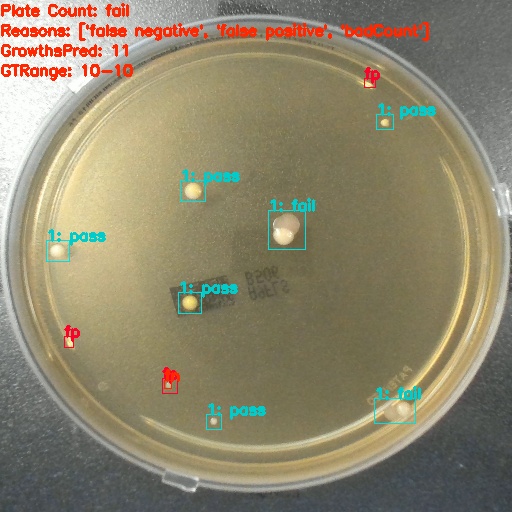 Plate Count: fail
Reasons: ['false negative', 'false positive', 'badCount']
GrowthsPred: 11
GTRange: 10-10
fp
1: pass
1: pass
1: fail
1: pass
1: pass
fp
fp
1: fail
1: pass